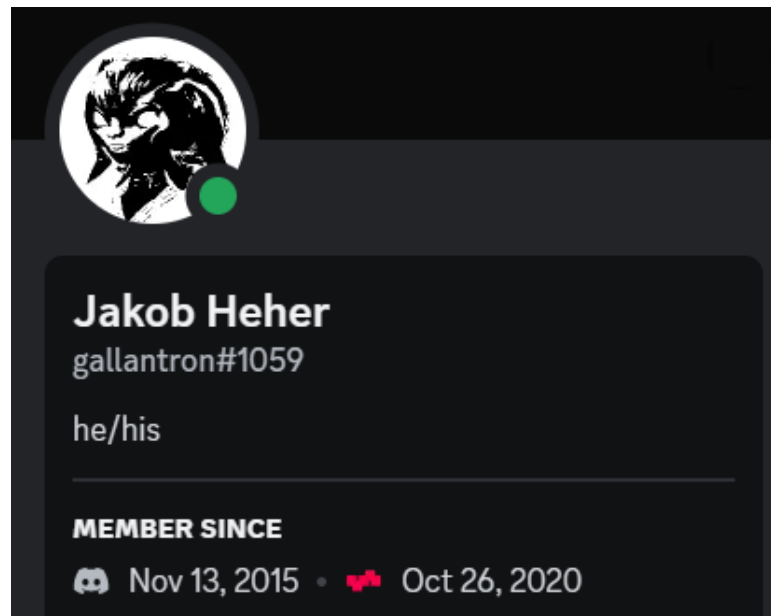 Jakob Heher
gallantron#1059
he/his
MEMBER SINCE
Nov 13, 2015 • Oct 26, 2020